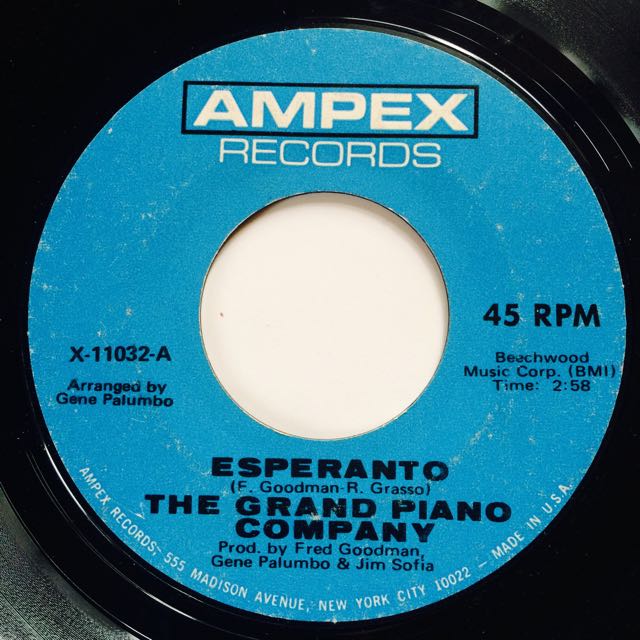 AMPEX
RECORDS
45 RPM
X-11032-A
Arranged by
Gene Palumbo
Beechwood
Music Corp. (BMI)
Time: 2:58
ESPERANTO
(F. Goodman-R. Grasso)
THE GRAND PIANO
COMPANY
Prod. by Fred Goodman,
Gene Palumbo & Jim Sofia
AMPEX RECORDS, 555 MADISON AVENUE, NEW YORK CITY 10022 - MADE IN U.S.A.